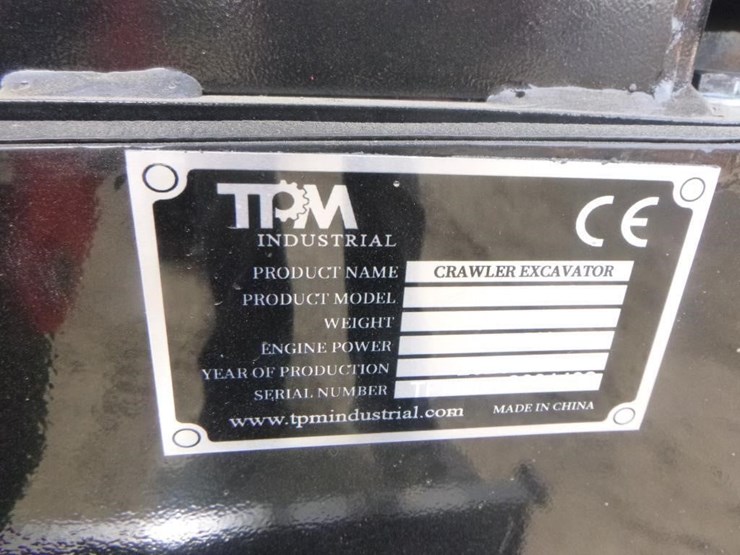 TPM
INDUSTRIAL
CE
PRODUCT NAME CRAWLER EXCAVATOR
PRODUCT MODEL
WEIGHT
ENGINE POWER
YEAR OF PRODUCTION
SERIAL NUMBER
www.tpmindustrial.com MADE IN CHINA